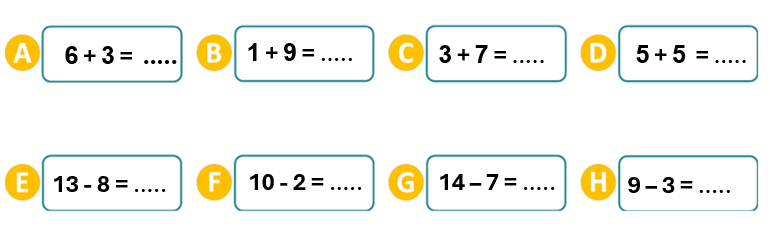 A 6 + 3 = ..... B 1 + 9 = ..... C 3 + 7 = ..... D 5 + 5 = .....
E 13 - 8 = ..... F 10 - 2 = ..... G 14 – 7 = ..... H 9 – 3 = .....